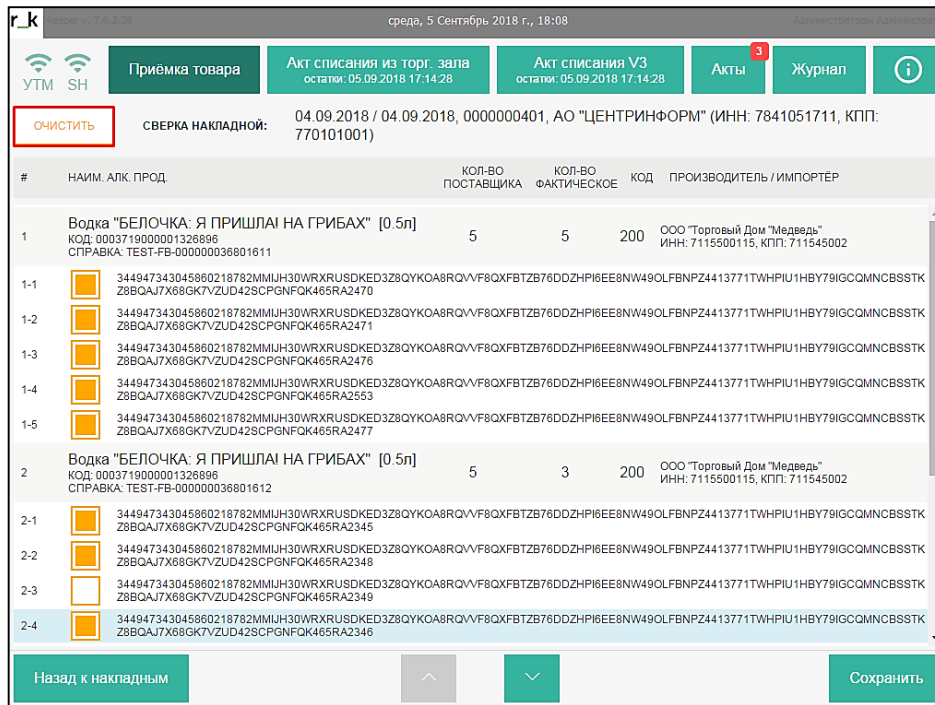 r_k
keeper v. 7.6.2.26
среда, 5 Сентябрь 2018 г., 18:08
УТМ SH
Приёмка товара
Акт списания из торг. зала
остатки: 05.09.2018 17:14:28
Акт списания V3
остатки: 05.09.2018 17:14:28
Акты
3
Журнал
ОЧИСТИТЬ
СВЕРКА НАКЛАДНОЙ:
04.09.2018 / 04.09.2018, 0000000401, АО "ЦЕНТРИНФОРМ" (ИНН: 7841051711, КПП:
770101001)
# НАИМ. АЛК. ПРОД. КОЛ-ВО ПОСТАВЩИКА КОЛ-ВО ФАКТИЧЕСКОЕ КОД ПРОИЗВОДИТЕЛЬ / ИМПОРТЁР
1 Водка "БЕЛОЧКА: Я ПРИШЛА! НА ГРИБАХ" [0.5л] 5 5 200 ООО "Торговый Дом "Медведь"
КОД: 0003719000001326896 ИНН: 7115500115, КПП: 711545002
СПРАВКА: TEST-FB-000000036801611
1-1 344947343045860218782MMIJH30WRXRUSDKED3Z8QYKOA8RQVVF8QXFBTZB76DDZHPI6EE8NW49OLFBNPZ4413771TWHPIU1HBY79IGCQMNCBSSTK
Z8BQAJ7X68GK7VZUD42SCPGNFQK465RA2470
1-2 344947343045860218782MMIJH30WRXRUSDKED3Z8QYKOA8RQVVF8QXFBTZB76DDZHPI6EE8NW49OLFBNPZ4413771TWHPIU1HBY79IGCQMNCBSSTK
Z8BQAJ7X68GK7VZUD42SCPGNFQK465RA2471
1-3 344947343045860218782MMIJH30WRXRUSDKED3Z8QYKOA8RQVVF8QXFBTZB76DDZHPI6EE8NW49OLFBNPZ4413771TWHPIU1HBY79IGCQMNCBSSTK
Z8BQAJ7X68GK7VZUD42SCPGNFQK465RA2476
1-4 344947343045860218782MMIJH30WRXRUSDKED3Z8QYKOA8RQVVF8QXFBTZB76DDZHPI6EE8NW49OLFBNPZ4413771TWHPIU1HBY79IGCQMNCBSSTK
Z8BQAJ7X68GK7VZUD42SCPGNFQK465RA2553
1-5 344947343045860218782MMIJH30WRXRUSDKED3Z8QYKOA8RQVVF8QXFBTZB76DDZHPI6EE8NW49OLFBNPZ4413771TWHPIU1HBY79IGCQMNCBSSTK
Z8BQAJ7X68GK7VZUD42SCPGNFQK465RA2477
2 Водка "БЕЛОЧКА: Я ПРИШЛА! НА ГРИБАХ" [0.5л] 5 3 200 ООО "Торговый Дом "Медведь"
КОД: 0003719000001326896 ИНН: 7115500115, КПП: 711545002
СПРАВКА: TEST-FB-000000036801612
2-1 344947343045860218782MMIJH30WRXRUSDKED3Z8QYKOA8RQVVF8QXFBTZB76DDZHPI6EE8NW49OLFBNPZ4413771TWHPIU1HBY79IGCQMNCBSSTK
Z8BQAJ7X68GK7VZUD42SCPGNFQK465RA2345
2-2 344947343045860218782MMIJH30WRXRUSDKED3Z8QYKOA8RQVVF8QXFBTZB76DDZHPI6EE8NW49OLFBNPZ4413771TWHPIU1HBY79IGCQMNCBSSTK
Z8BQAJ7X68GK7VZUD42SCPGNFQK465RA2348
2-3 344947343045860218782MMIJH30WRXRUSDKED3Z8QYKOA8RQVVF8QXFBTZB76DDZHPI6EE8NW49OLFBNPZ4413771TWHPIU1HBY79IGCQMNCBSSTK
Z8BQAJ7X68GK7VZUD42SCPGNFQK465RA2349
2-4 344947343045860218782MMIJH30WRXRUSDKED3Z8QYKOA8RQVVF8QXFBTZB76DDZHPI6EE8NW49OLFBNPZ4413771TWHPIU1HBY79IGCQMNCBSSTK
Z8BQAJ7X68GK7VZUD42SCPGNFQK465RA2346
Назад к накладным
Сохранить